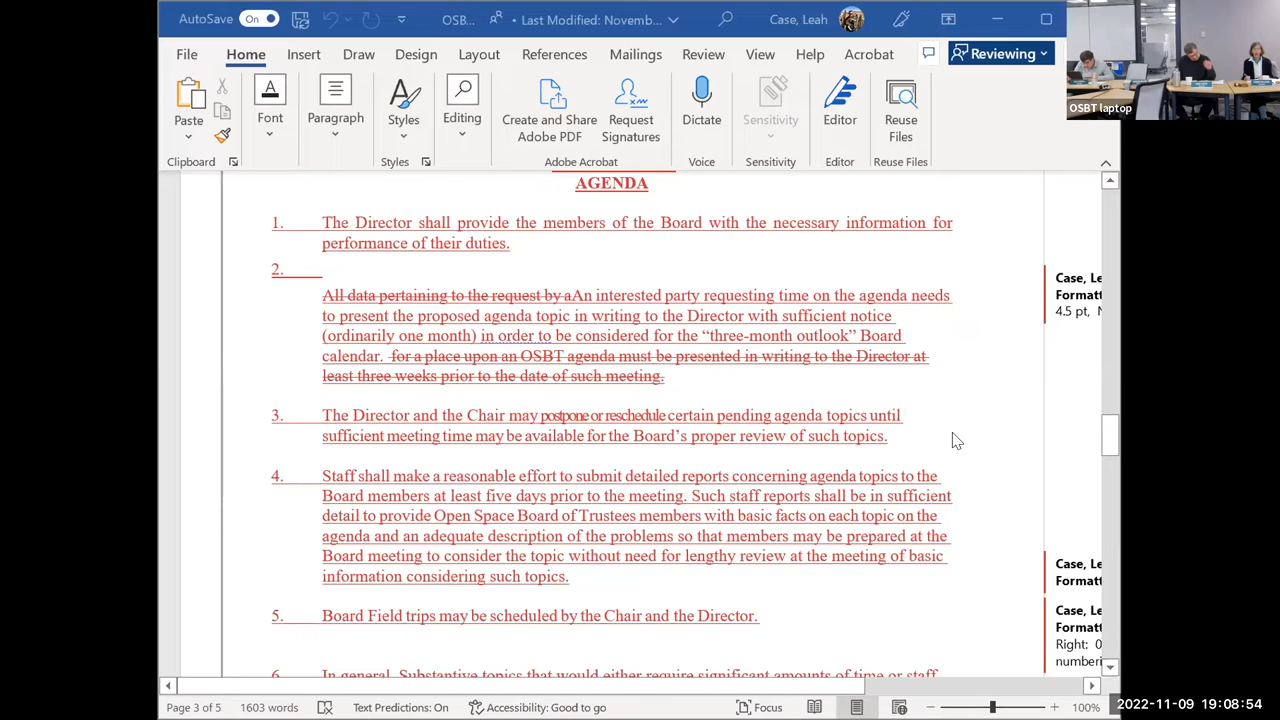 AutoSave On OSB... • Last Modified: Novemb... Case, Leah
File Home Insert Draw Design Layout References Mailings Review View Help Acrobat Reviewing
OSBT laptop
Paste Font Paragraph Styles Editing Create and Share Adobe PDF Request Signatures Dictate Sensitivity Editor Reuse Files
Clipboard Styles Adobe Acrobat Voice Sensitivity Editor Reuse Files
AGENDA
1. The Director shall provide the members of the Board with the necessary information for
performance of their duties.
2.
All data pertaining to the request by aAn interested party requesting time on the agenda needs
to present the proposed agenda topic in writing to the Director with sufficient notice
(ordinarily one month) in order to be considered for the “three-month outlook” Board
calendar. for a place upon an OSBT agenda must be presented in writing to the Director at
least three weeks prior to the date of such meeting.
3. The Director and the Chair may postpone or reschedule certain pending agenda topics until
sufficient meeting time may be available for the Board’s proper review of such topics.
4. Staff shall make a reasonable effort to submit detailed reports concerning agenda topics to the
Board members at least five days prior to the meeting. Such staff reports shall be in sufficient
detail to provide Open Space Board of Trustees members with basic facts on each topic on the
agenda and an adequate description of the problems so that members may be prepared at the
Board meeting to consider the topic without need for lengthy review at the meeting of basic
information considering such topics.
5. Board Field trips may be scheduled by the Chair and the Director.
6. In general, Substantive topics that would either require significant amounts of time or staff
Case, Le
Formatt
4.5 pt, N
Case, Le
Formatt
Case, Le
Formatt
Right: 0
numberi
Page 3 of 5 1603 words Text Predictions: On Accessibility: Good to go Focus 100%
2022-11-09 19:08:54